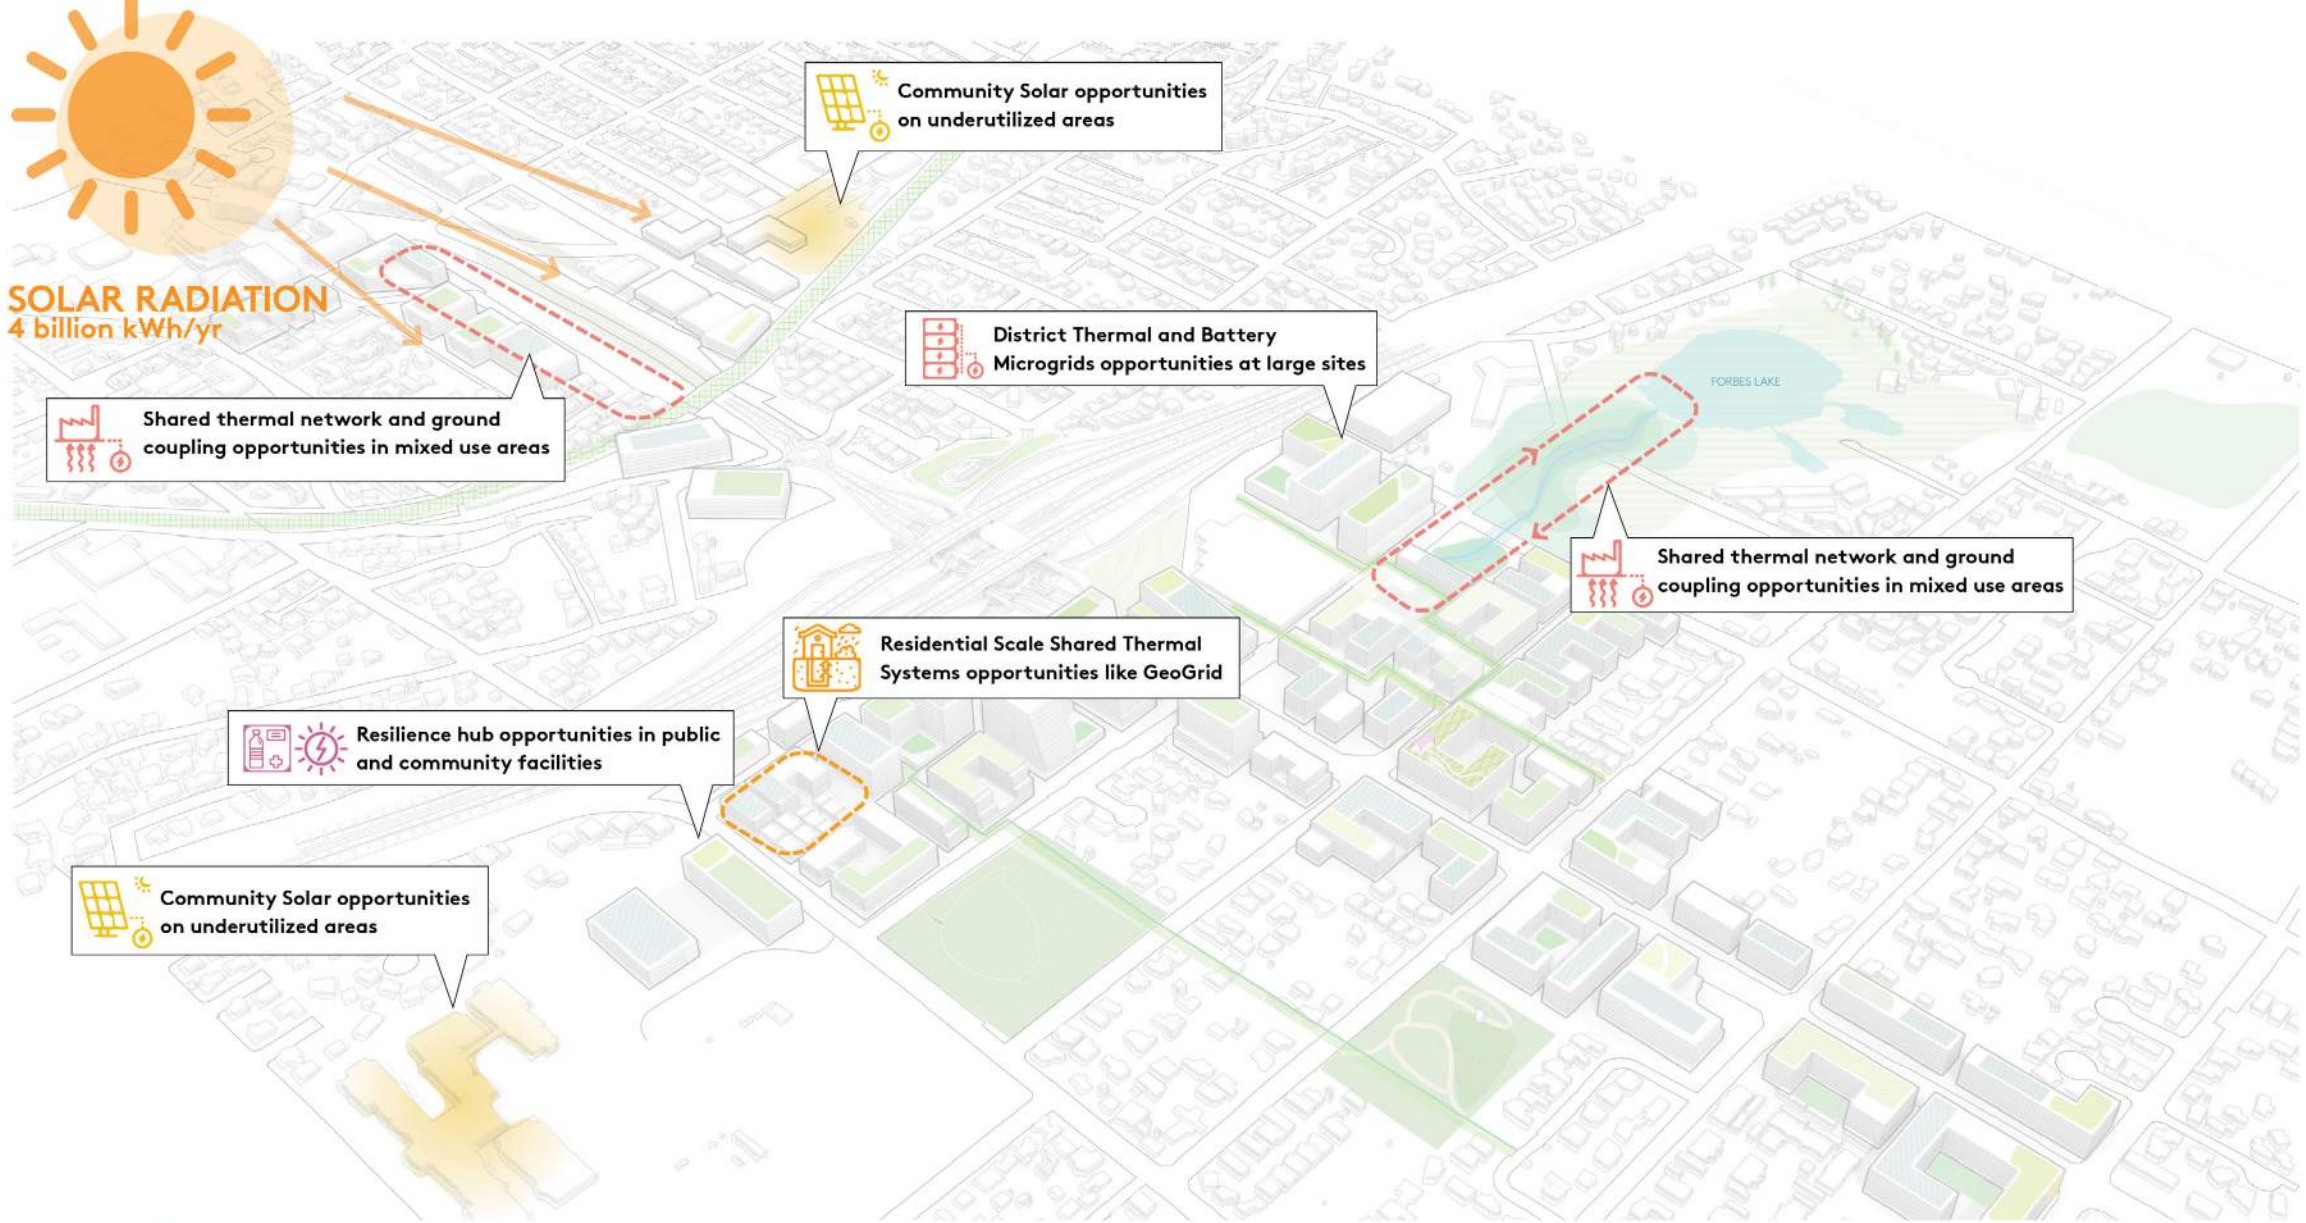 Community Solar opportunities
on underutilized areas
SOLAR RADIATION
4 billion kWh/yr
District Thermal and Battery
Microgrids opportunities at large sites
FORBES LAKE
Shared thermal network and ground
coupling opportunities in mixed use areas
Shared thermal network and ground
coupling opportunities in mixed use areas
Residential Scale Shared Thermal
Systems opportunities like GeoGrid
Resilience hub opportunities in public
and community facilities
Community Solar opportunities
on underutilized areas